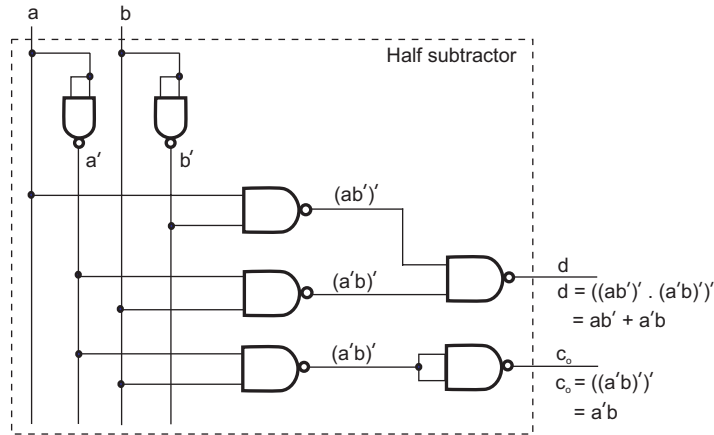 a
b
Half subtractor
a′
b′
(ab′)′
(a′b)′
d
d = ((ab′)′ . (a′b)′)′
= ab′ + a′b
(a′b)′
cₒ
cₒ = ((a′b)′)′
= a′b